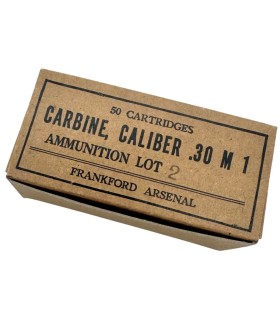 50 CARTRIDGES
CARBINE, CALIBER .30 M 1
AMMUNITION LOT 2
FRANKFORD ARSENAL